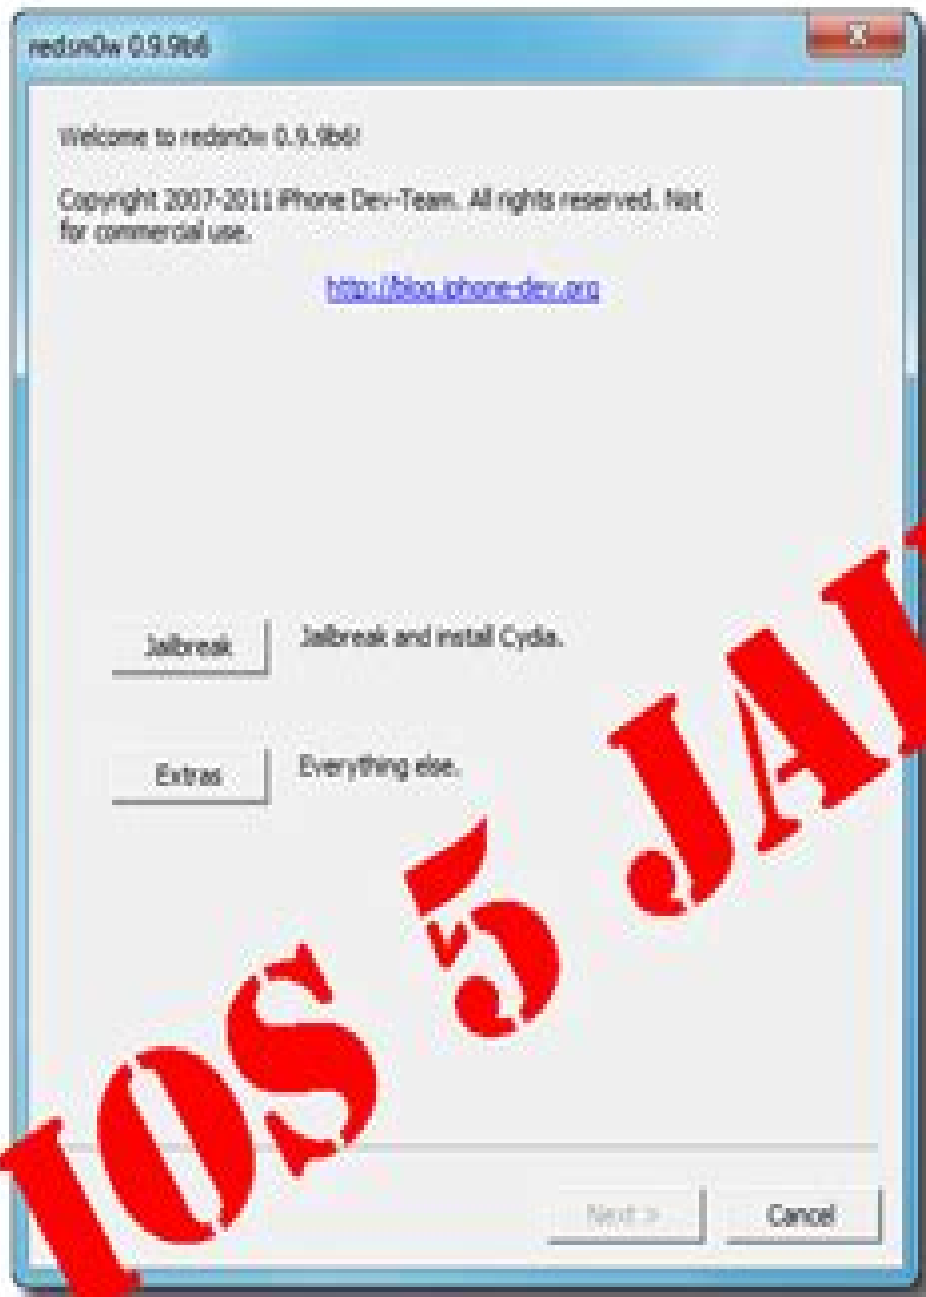 redsn0w 0.9.9b6
Welcome to redsn0w 0.9.9b6!
Copyright 2007-2011 iPhone Dev-Team. All rights reserved. Not
for commercial use.
http://blog.iphone-dev.org
Jailbreak
Jailbreak and install Cydia.
Extras
Everything else.
IOS 5 JAI
Next >
Cancel